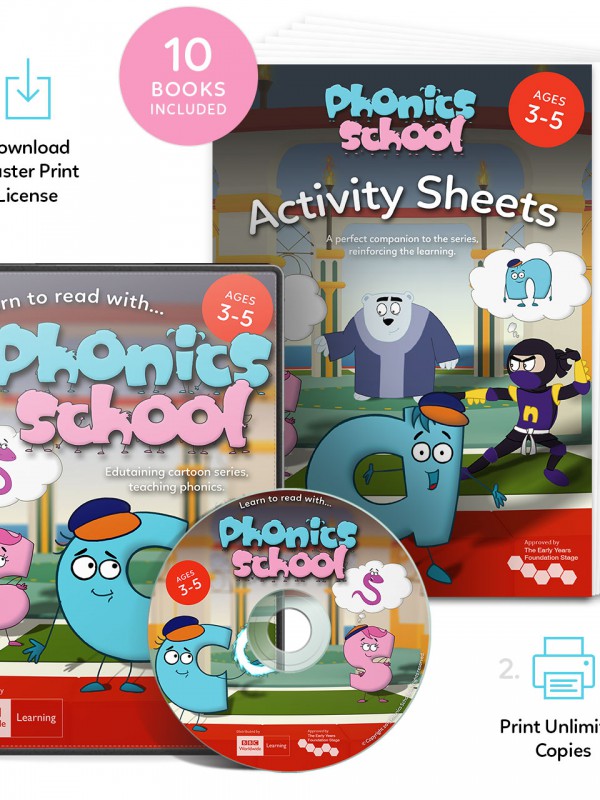 10
BOOKS
INCLUDED
ownload
aster Print
License
phonics
school
AGES
3-5
Activity Sheets
A perfect companion to the series,
reinforcing the learning.
n
Approved by
The Early Years
Foundation Stage
rn to read with...
AGES
3-5
phonics
school
Edutaining cartoon series,
teaching phonics.
Learning
Learn to read with...
phonics
school
AGES
3-5
Distributed by
BBC
Worldwide
Learning
Approved by
The Early Years
Foundation Stage
2.
Print Unlimit
Copies